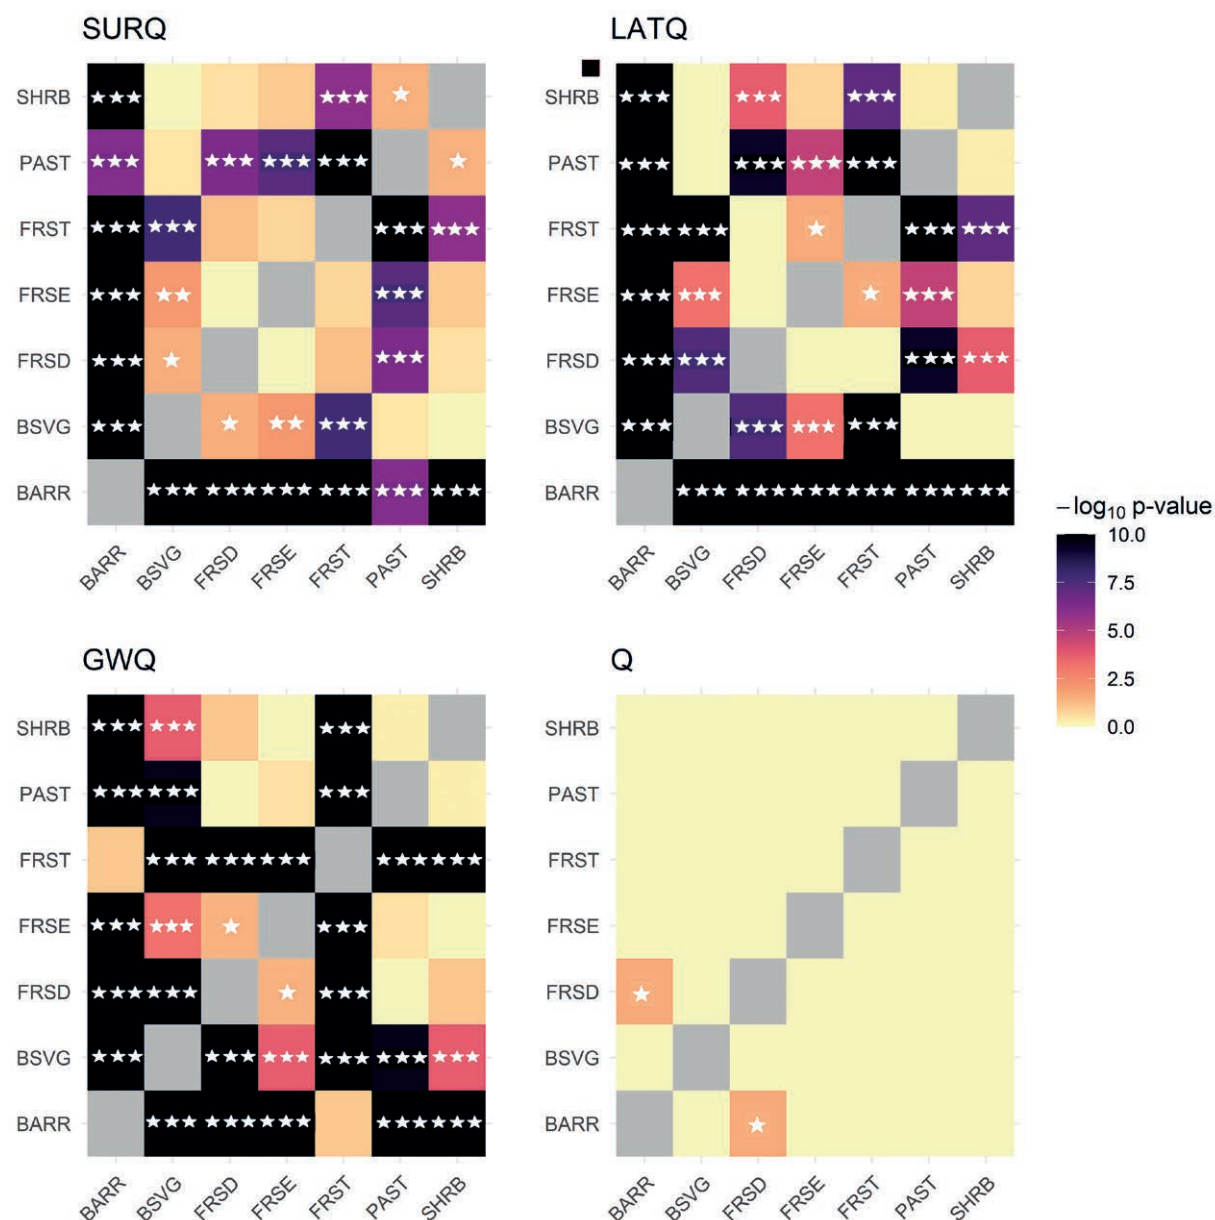 SURQ
SHRB
PAST
FRST
FRSE
FRSD
BSVG
BARR
BARR BSVG FRSD FRSE FRST PAST SHRB
LATQ
SHRB
PAST
FRST
FRSE
FRSD
BSVG
BARR
BARR BSVG FRSD FRSE FRST PAST SHRB
−log₁₀ p-value
10.0
7.5
5.0
2.5
0.0
GWQ
SHRB
PAST
FRST
FRSE
FRSD
BSVG
BARR
BARR BSVG FRSD FRSE FRST PAST SHRB
Q
SHRB
PAST
FRST
FRSE
FRSD
BSVG
BARR
BARR BSVG FRSD FRSE FRST PAST SHRB